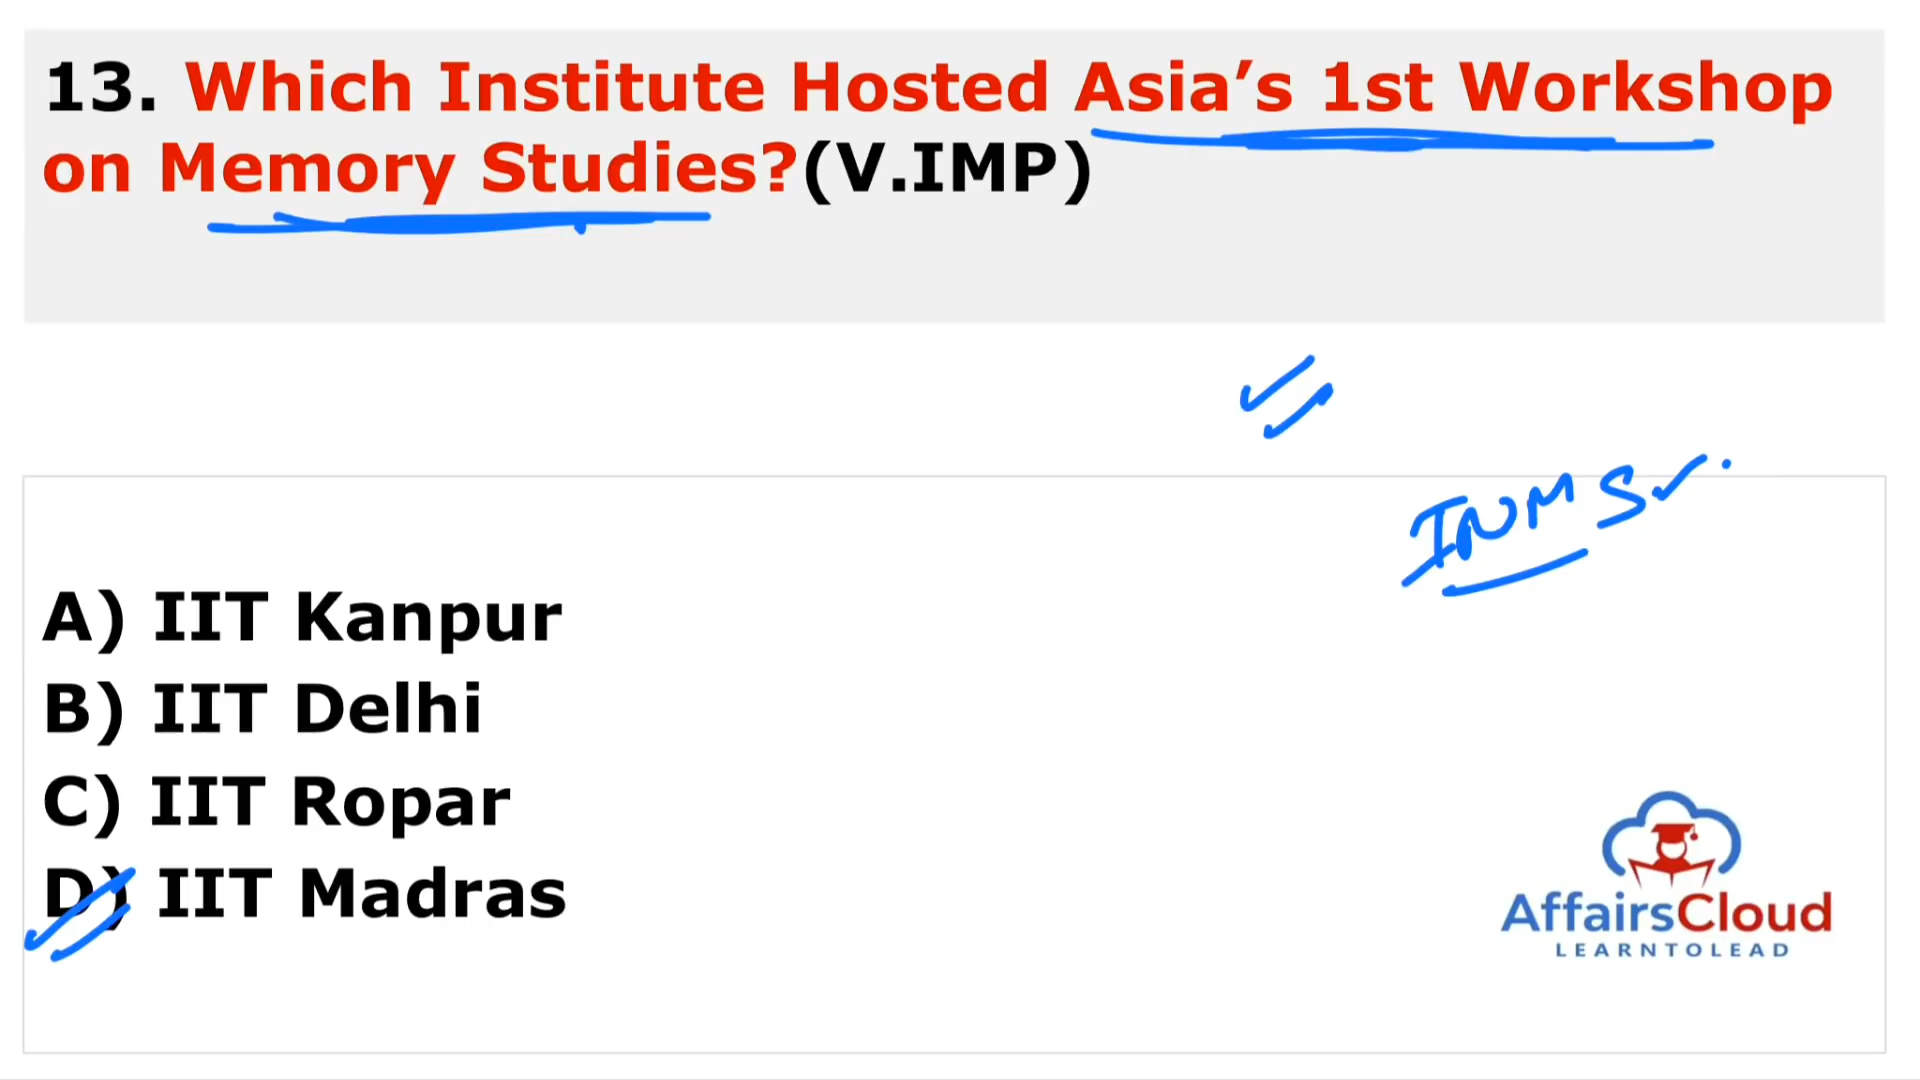 13. Which Institute Hosted Asia’s 1st Workshop
on Memory Studies?(V.IMP)
INMS
A) IIT Kanpur
B) IIT Delhi
C) IIT Ropar
D) IIT Madras
AffairsCloud
LEARNTOLEAD